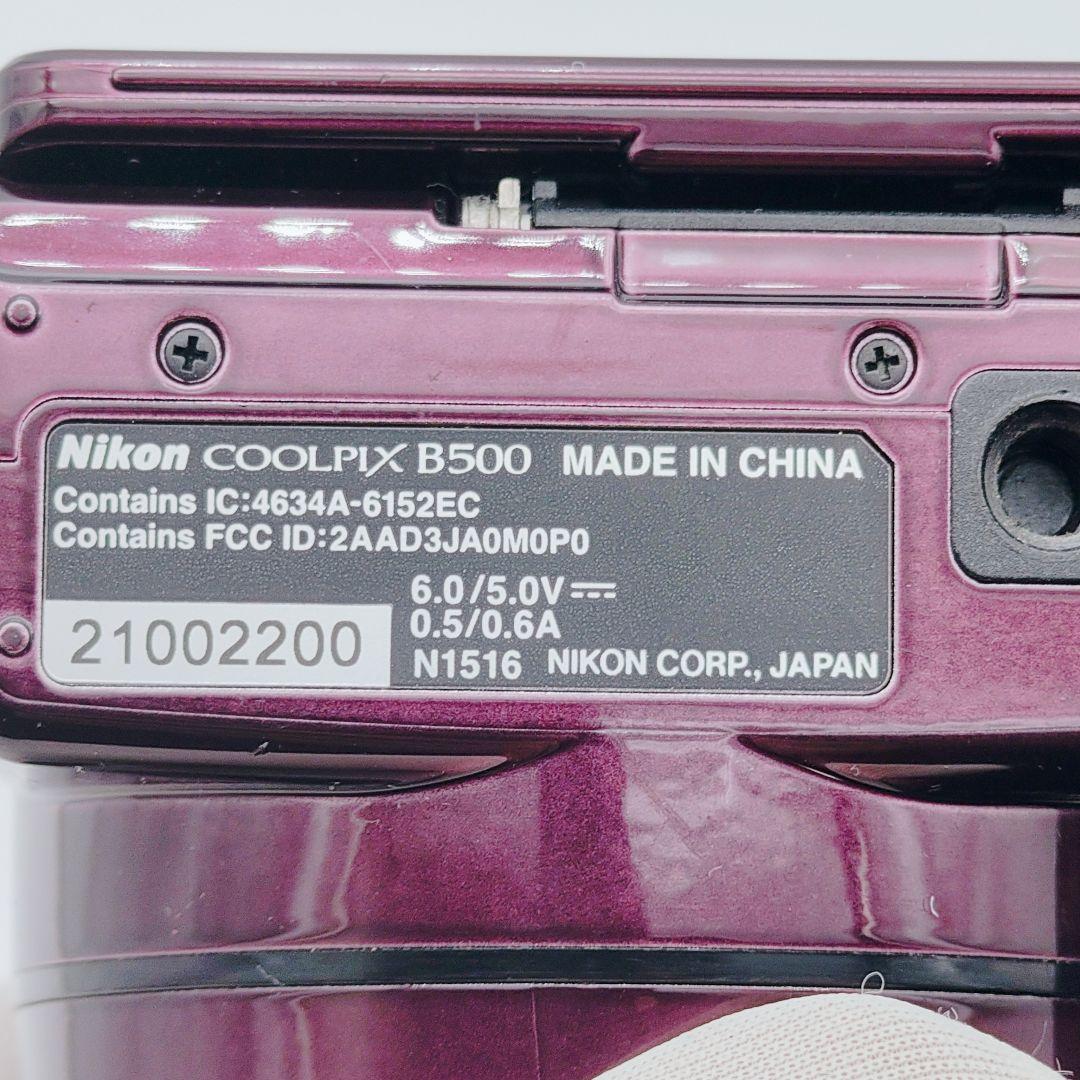 Nikon COOLPIX B500 MADE IN CHINA
Contains IC:4634A-6152EC
Contains FCC ID:2AAD3JA0M0P0
6.0/5.0V⎓
0.5/0.6A
21002200
N1516 NIKON CORP., JAPAN